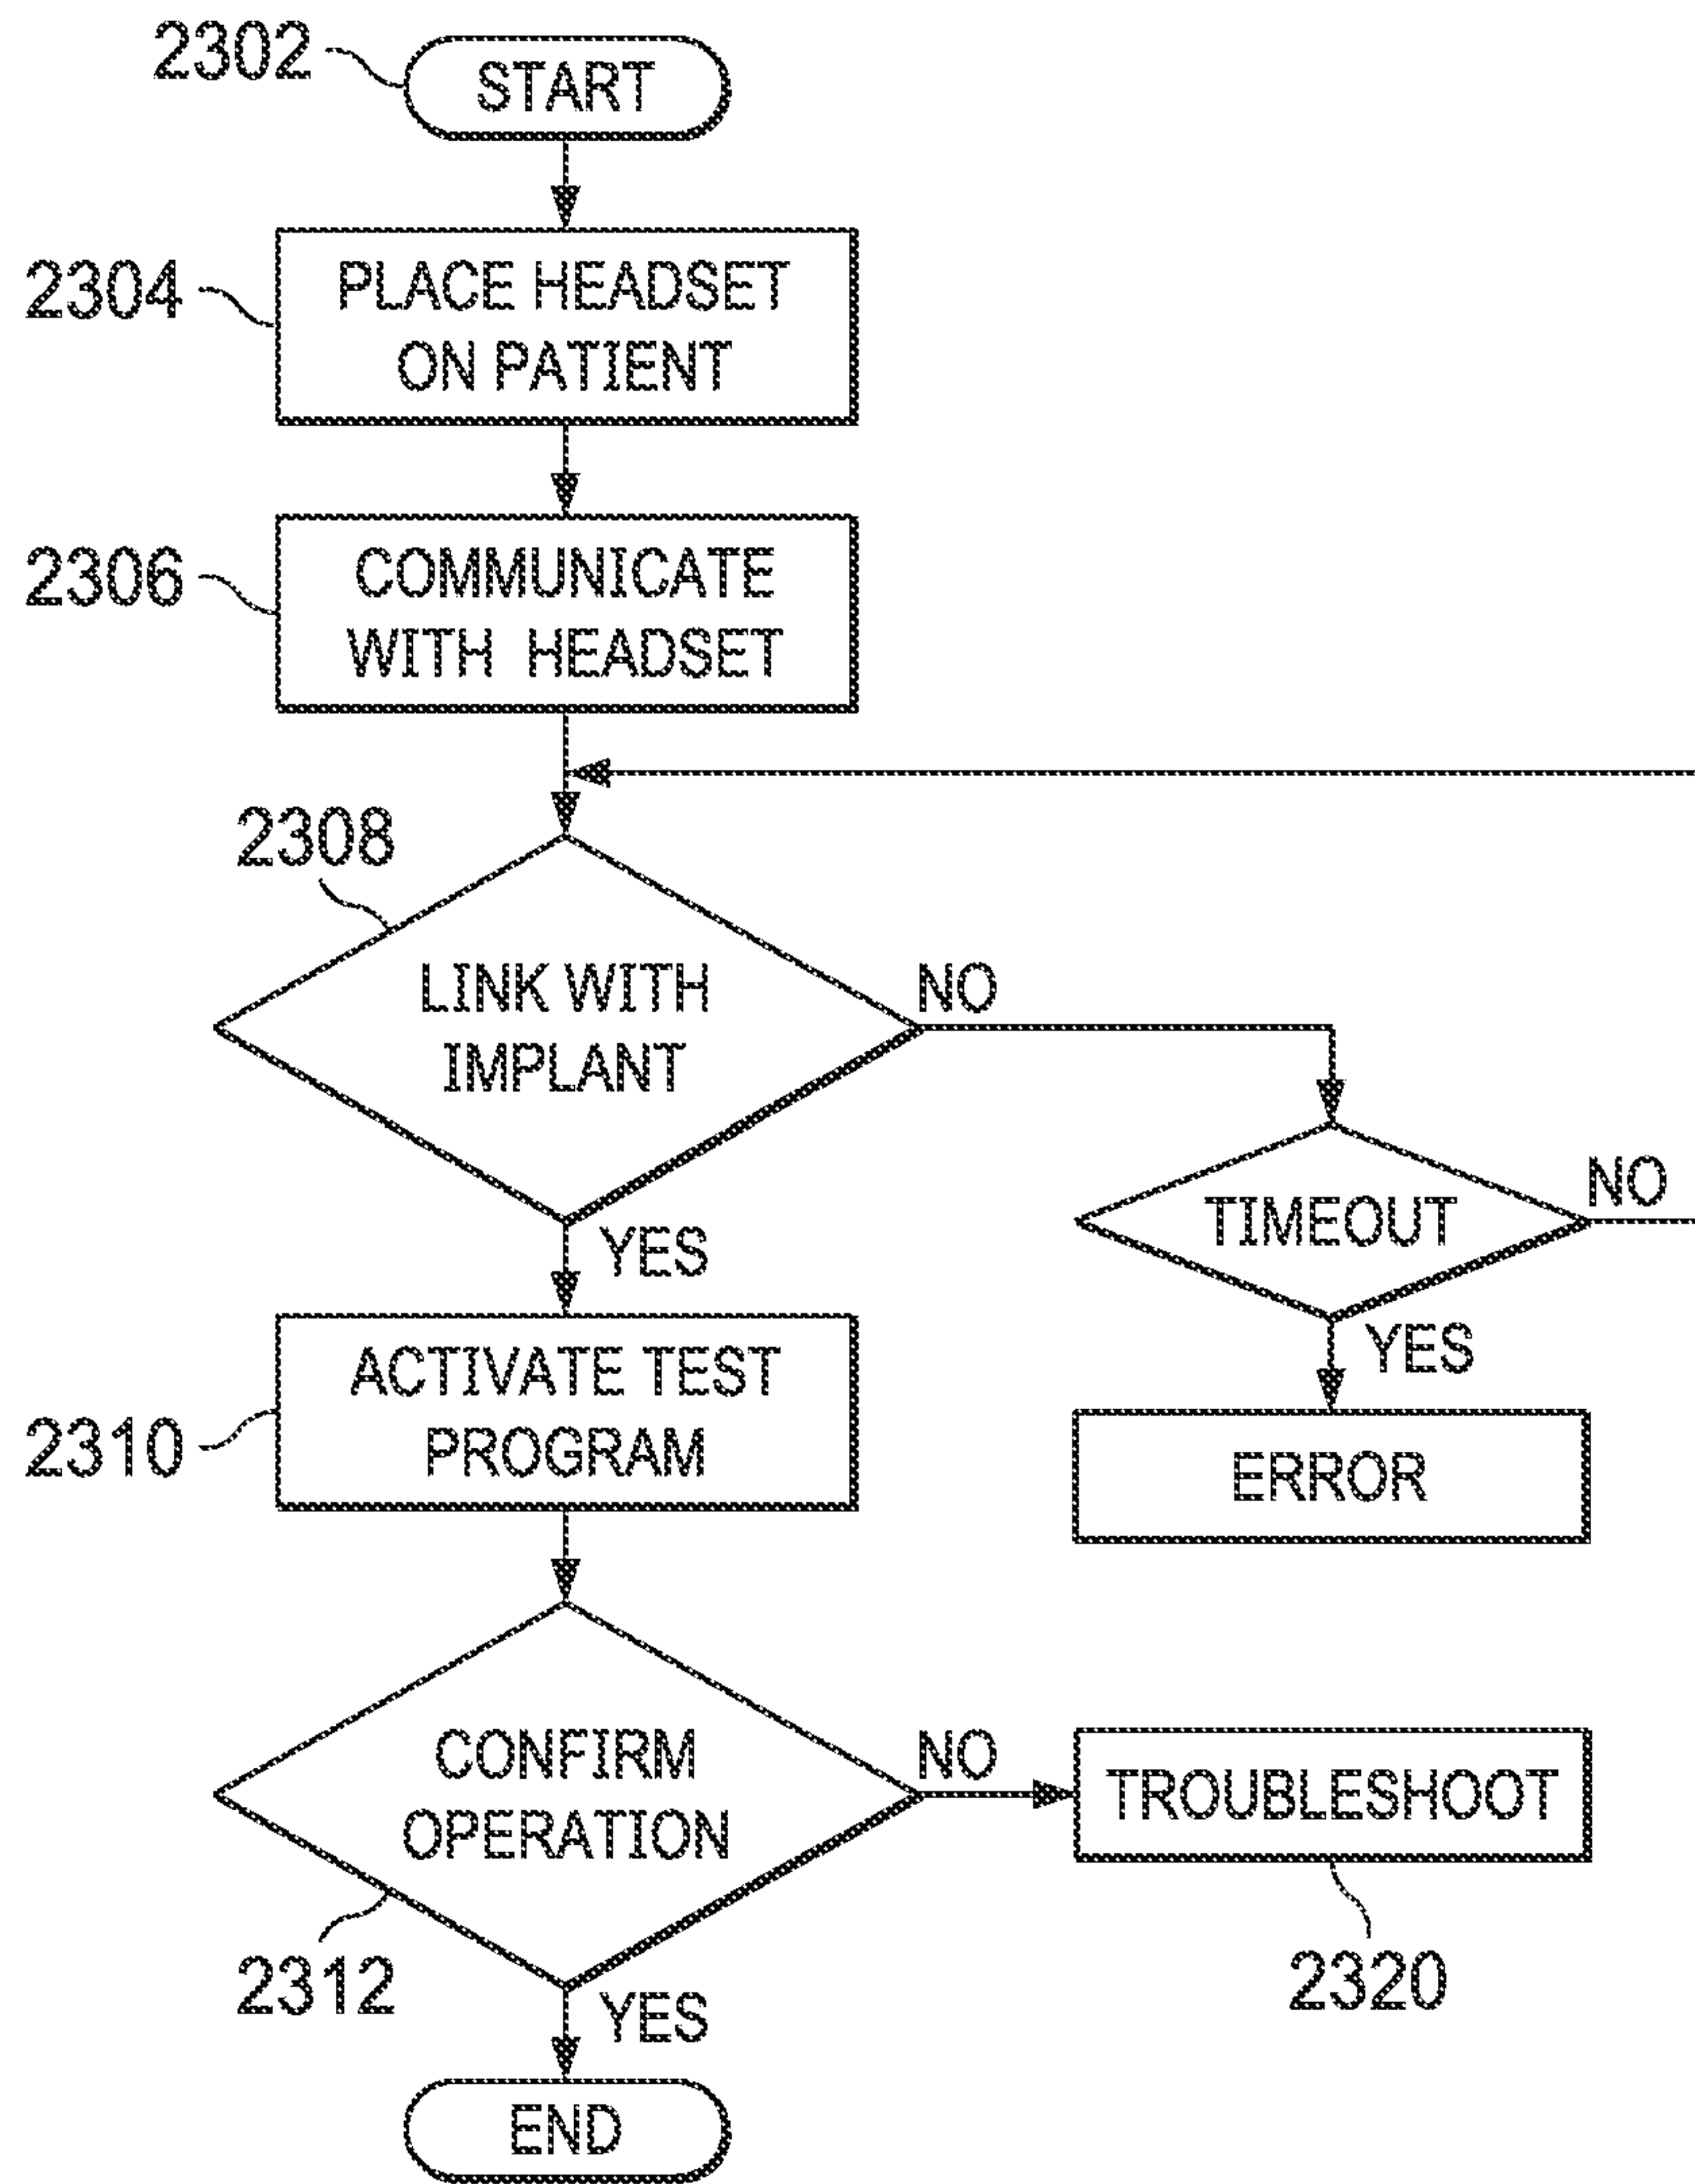 2302
START
2304
PLACE HEADSET
ON PATIENT
2306
COMMUNICATE
WITH HEADSET
2308
LINK WITH
IMPLANT
NO
YES
TIMEOUT
NO
YES
ERROR
2310
ACTIVATE TEST
PROGRAM
CONFIRM
OPERATION
2312
NO
TROUBLESHOOT
2320
YES
END